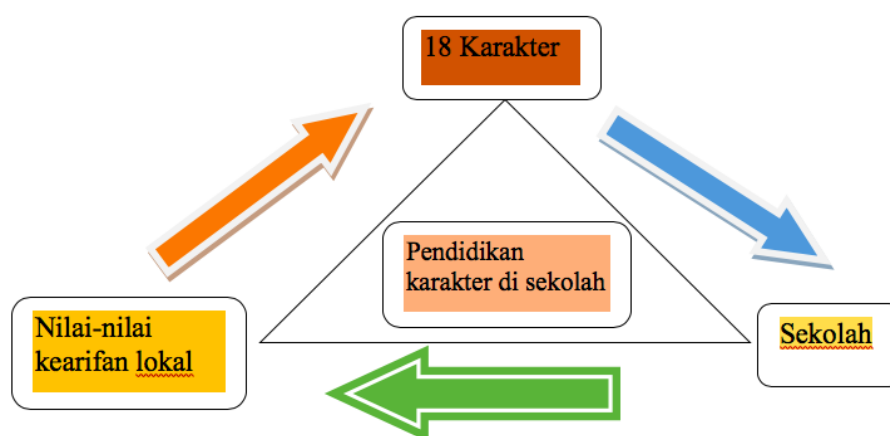 18 Karakter
Pendidikan
karakter di sekolah
Nilai-nilai
kearifan lokal
Sekolah